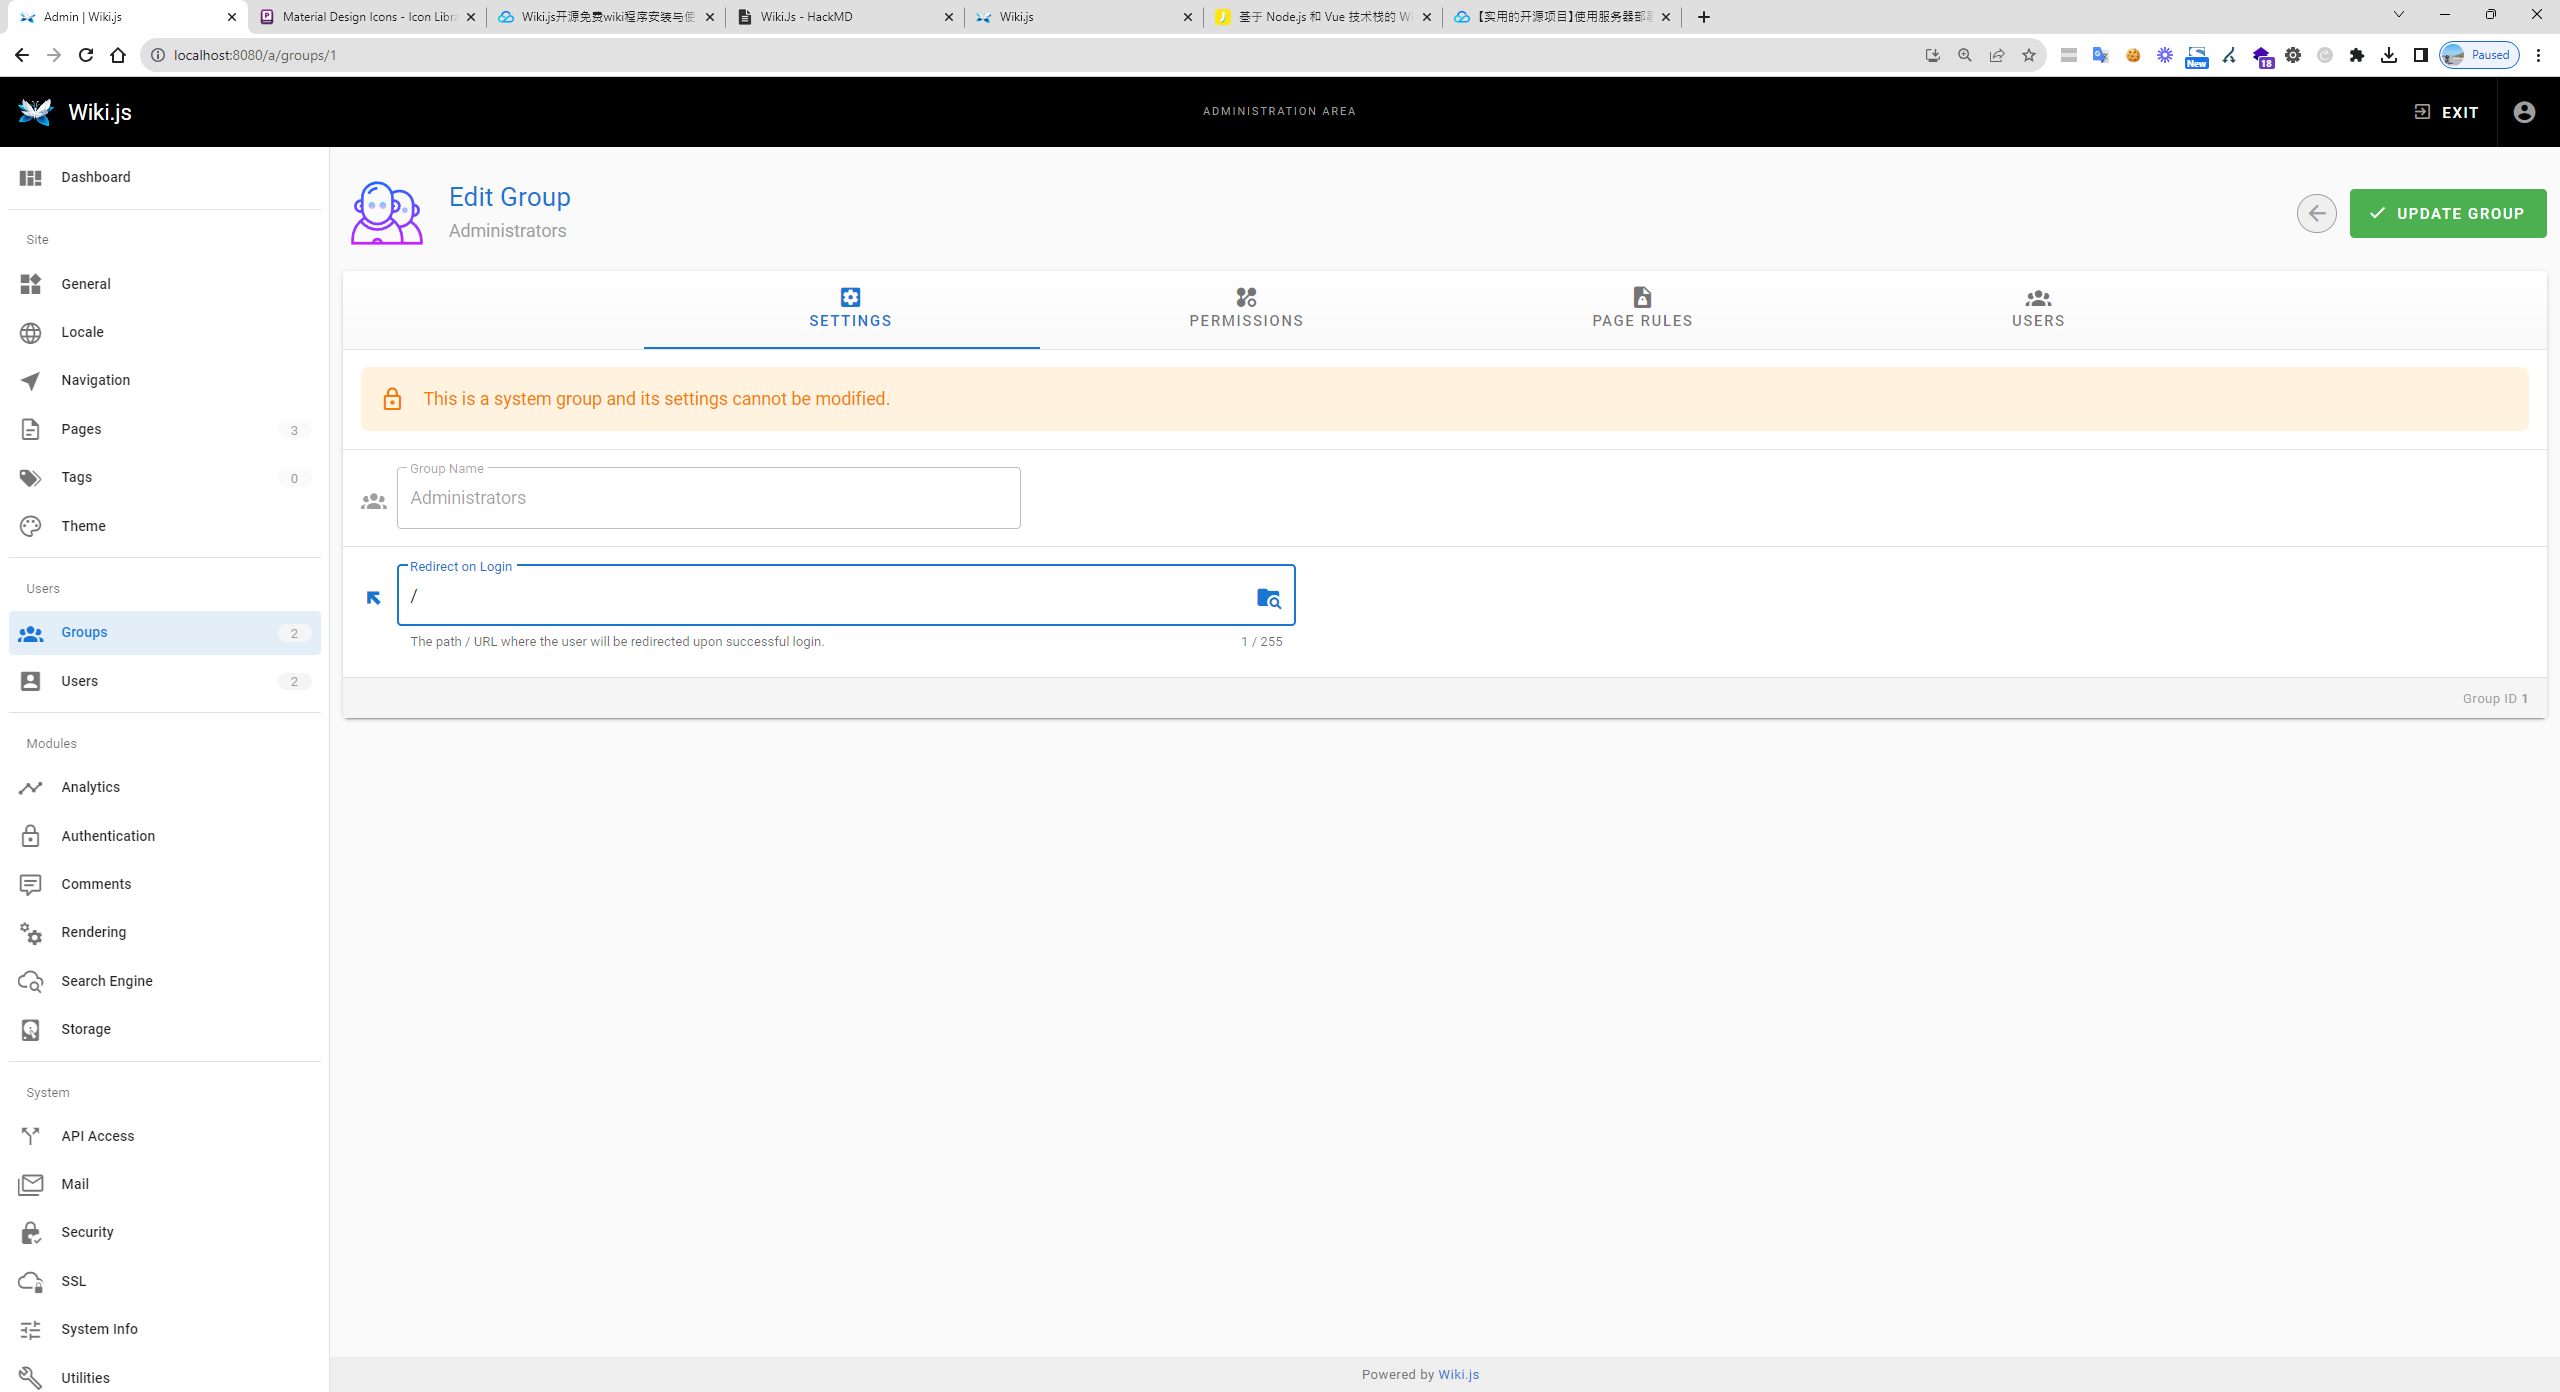 Admin | Wiki.js
Material Design Icons - Icon Libra
Wiki.js开源免费wiki程序安装与使
Wiki.Js - HackMD
Wiki.js
基于 Node.js 和 Vue 技术栈的 Wi
【实用的开源项目】使用服务器部署
localhost:8080/a/groups/1
New
18
Paused
Wiki.js
ADMINISTRATION AREA
EXIT
Dashboard
Site
General
Locale
Navigation
Pages
3
Tags
0
Theme
Users
Groups
2
Users
2
Modules
Analytics
Authentication
Comments
Rendering
Search Engine
Storage
System
API Access
Mail
Security
SSL
System Info
Utilities
Edit Group
Administrators
UPDATE GROUP
SETTINGS
PERMISSIONS
PAGE RULES
USERS
This is a system group and its settings cannot be modified.
Group Name
Administrators
Redirect on Login
/
The path / URL where the user will be redirected upon successful login.
1 / 255
Group ID 1
Powered by Wiki.js